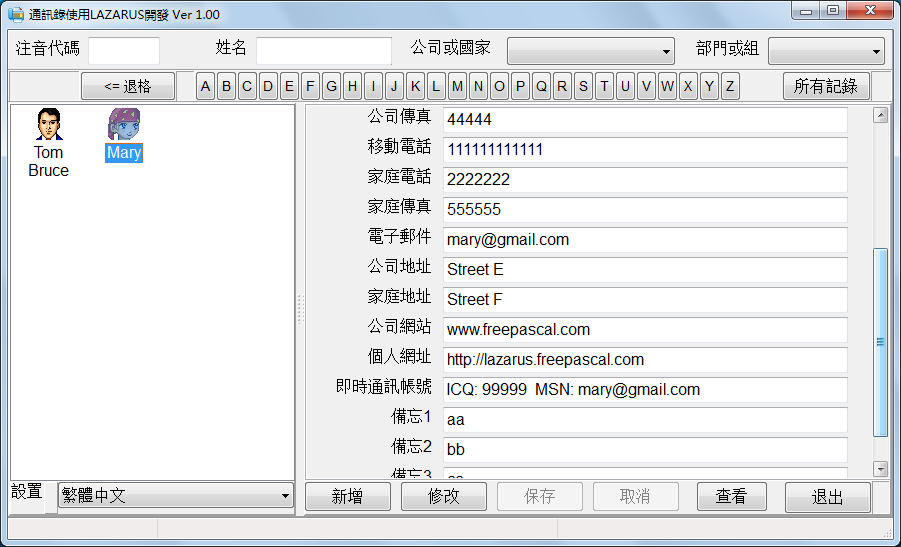 通訊錄使用LAZARUS開發 Ver 1.00
注音代碼 姓名 公司或國家 部門或組
<= 退格 A B C D E F G H I J K L M N O P Q R S T U V W X Y Z 所有記錄
Tom Bruce
Mary
公司傳真 44444
移動電話 111111111111
家庭電話 2222222
家庭傳真 555555
電子郵件 mary@gmail.com
公司地址 Street E
家庭地址 Street F
公司網站 www.freepascal.com
個人網址 http://lazarus.freepascal.com
即時通訊帳號 ICQ: 99999 MSN: mary@gmail.com
備忘1 aa
備忘2 bb
備忘3
設置 繁體中文 新增 修改 保存 取消 查看 退出